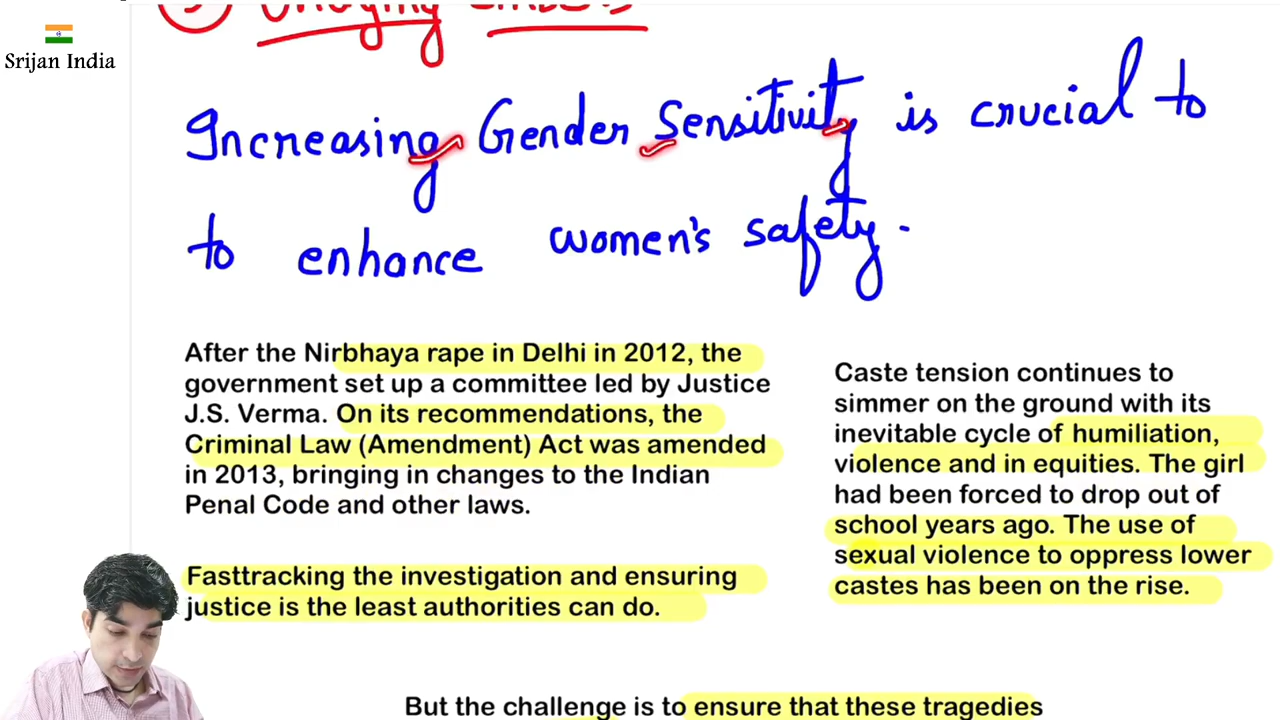 Srijan India
Increasing Gender Sensitivity is crucial to
to enhance women's safety.
After the Nirbhaya rape in Delhi in 2012, the
government set up a committee led by Justice
J.S. Verma. On its recommendations, the
Criminal Law (Amendment) Act was amended
in 2013, bringing in changes to the Indian
Penal Code and other laws.
Fasttracking the investigation and ensuring
justice is the least authorities can do.
Caste tension continues to
simmer on the ground with its
inevitable cycle of humiliation,
violence and in equities. The girl
had been forced to drop out of
school years ago. The use of
sexual violence to oppress lower
castes has been on the rise.
But the challenge is to ensure that these tragedies